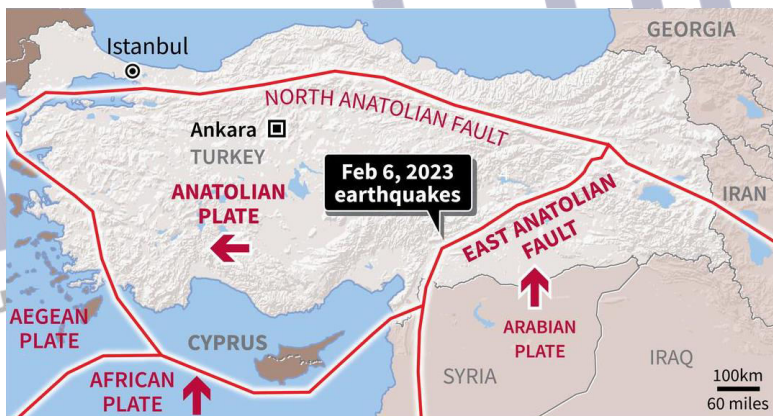 GEORGIA
Istanbul
NORTH ANATOLIAN FAULT
Ankara
TURKEY
Feb 6, 2023
earthquakes
IRAN
ANATOLIAN
PLATE
EAST ANATOLIAN
FAULT
AEGEAN
PLATE
CYPRUS
ARABIAN
PLATE
SYRIA
IRAQ
AFRICAN
PLATE
100km
60 miles